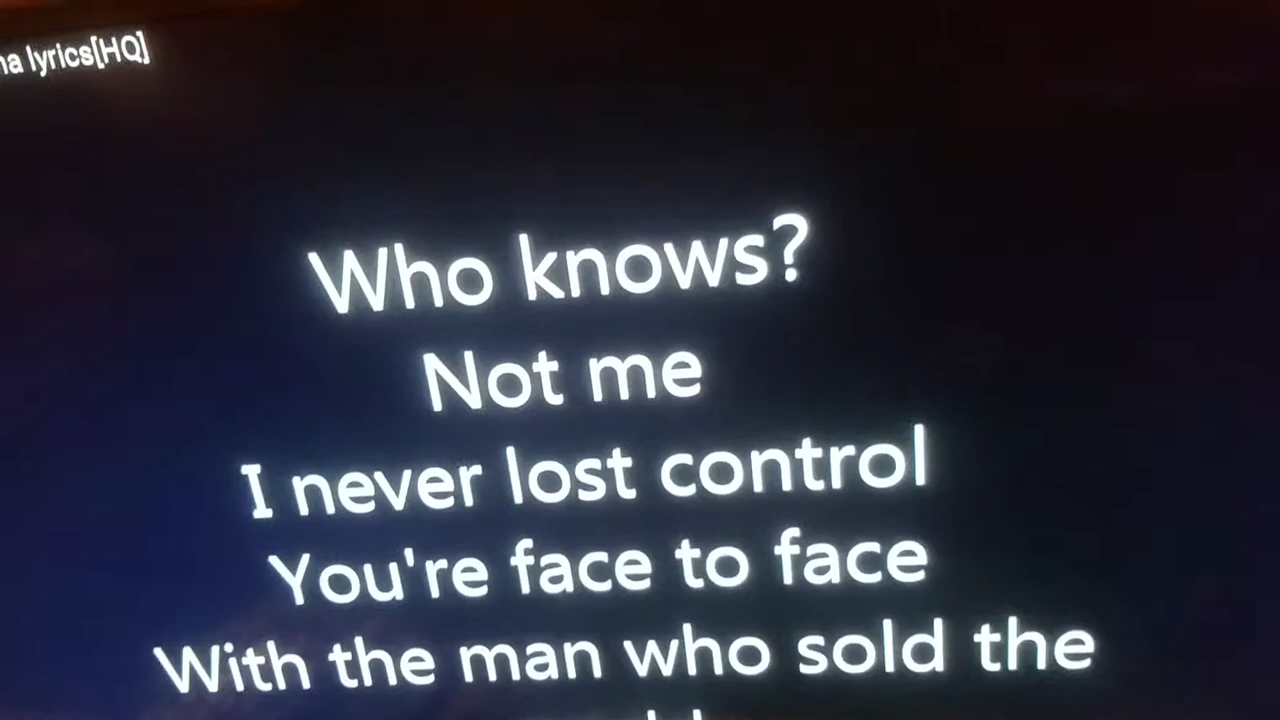 lyrics[HQ]
Who knows?
Not me
I never lost control
You're face to face
With the man who sold the